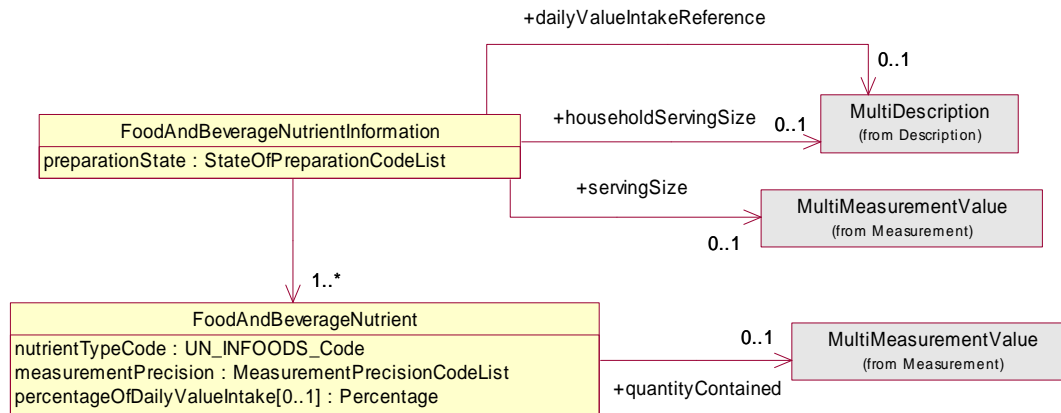 +dailyValueIntakeReference
0..1
MultiDescription
(from Description)
+householdServingSize
0..1
FoodAndBeverageNutrientInformation
preparationState : StateOfPreparationCodeList
+servingSize
0..1
MultiMeasurementValue
(from Measurement)
1..*
FoodAndBeverageNutrient
nutrientTypeCode : UN_INFOODS_Code
measurementPrecision : MeasurementPrecisionCodeList
percentageOfDailyValueIntake[0..1] : Percentage
0..1
+quantityContained
MultiMeasurementValue
(from Measurement)